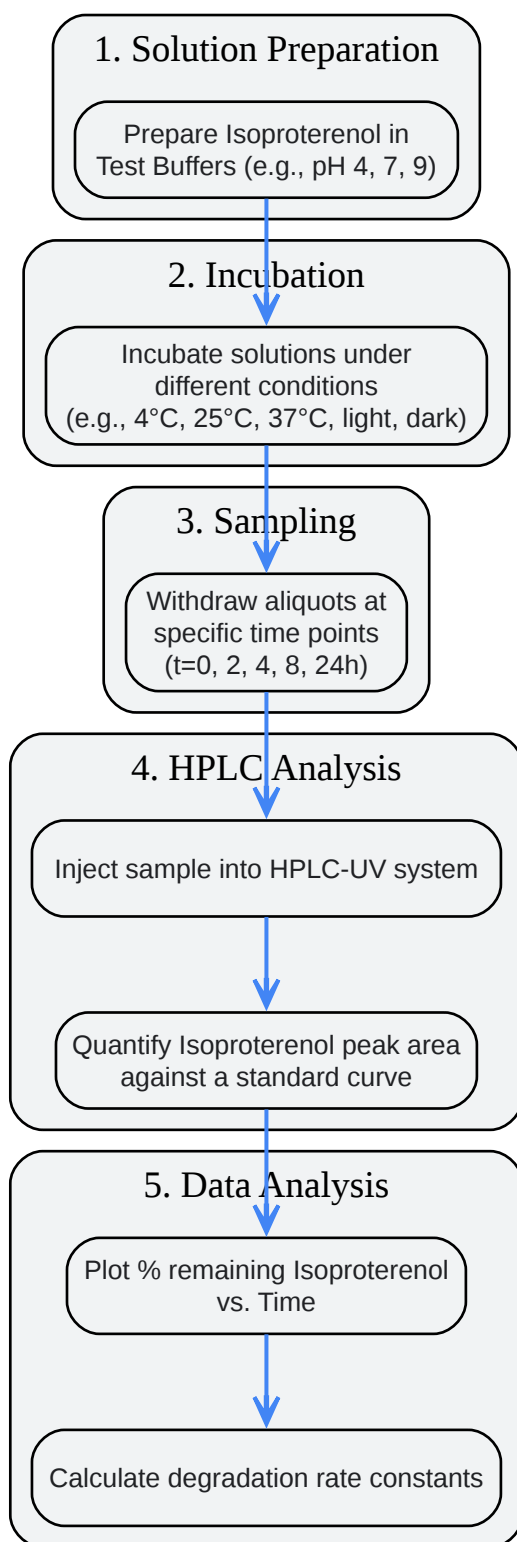 1. Solution Preparation
Prepare Isoproterenol in
Test Buffers (e.g., pH 4, 7, 9)
2. Incubation
Incubate solutions under
different conditions
(e.g., 4°C, 25°C, 37°C, light, dark)
3. Sampling
Withdraw aliquots at
specific time points
(t=0, 2, 4, 8, 24h)
4. HPLC Analysis
Inject sample into HPLC-UV system
Quantify Isoproterenol peak area
against a standard curve
5. Data Analysis
Plot % remaining Isoproterenol
vs. Time
Calculate degradation rate constants